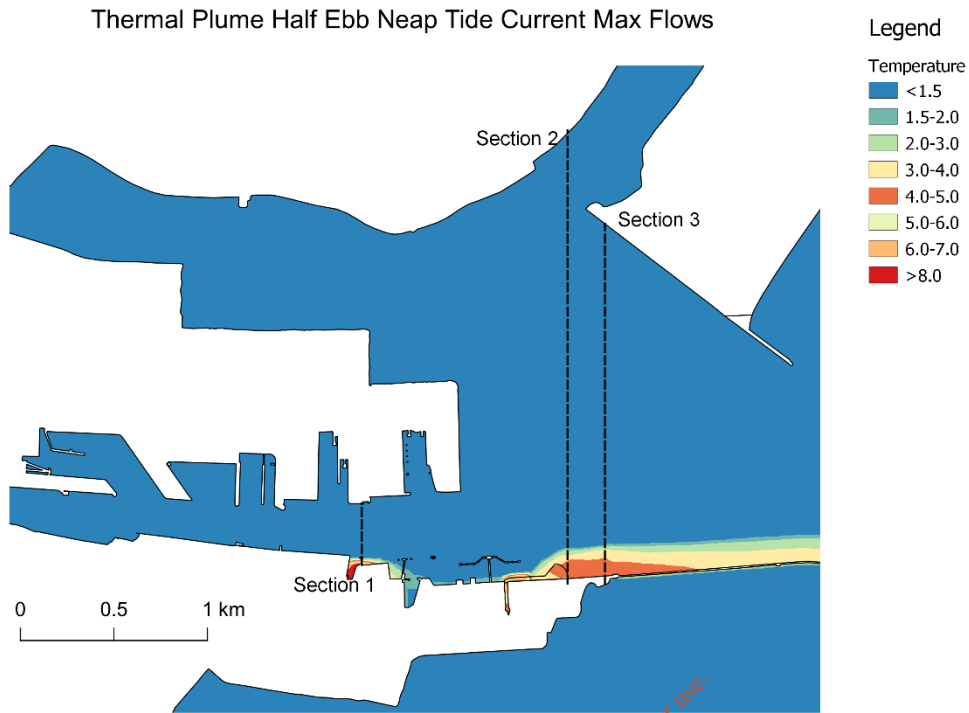 Thermal Plume Half Ebb Neap Tide Current Max Flows
Legend
Temperature
<1.5
1.5-2.0
2.0-3.0
3.0-4.0
4.0-5.0
5.0-6.0
6.0-7.0
>8.0
Section 2
Section 3
Section 1
0 0.5 1 km
use.